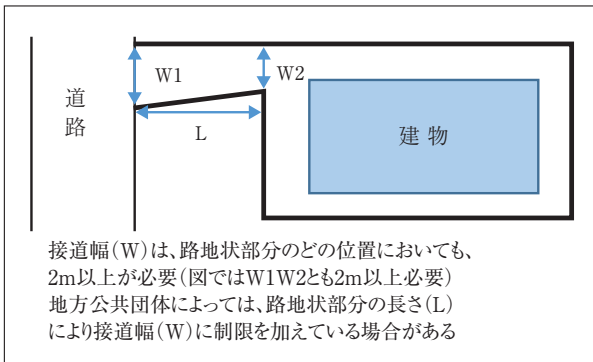 W1
W2
道路
L
建物
接道幅(W)は、路地状部分のどの位置においても、
2m以上が必要(図ではW1W2とも2m以上必要)
地方公共団体によっては、路地状部分の長さ(L)
により接道幅(W)に制限を加えている場合がある